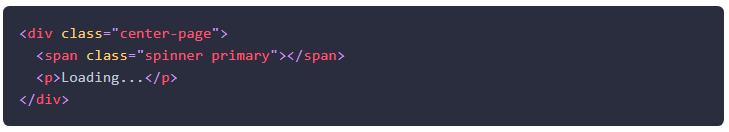 <div class="center-page">
  <span class="spinner primary"></span>
  <p>Loading...</p>
</div>